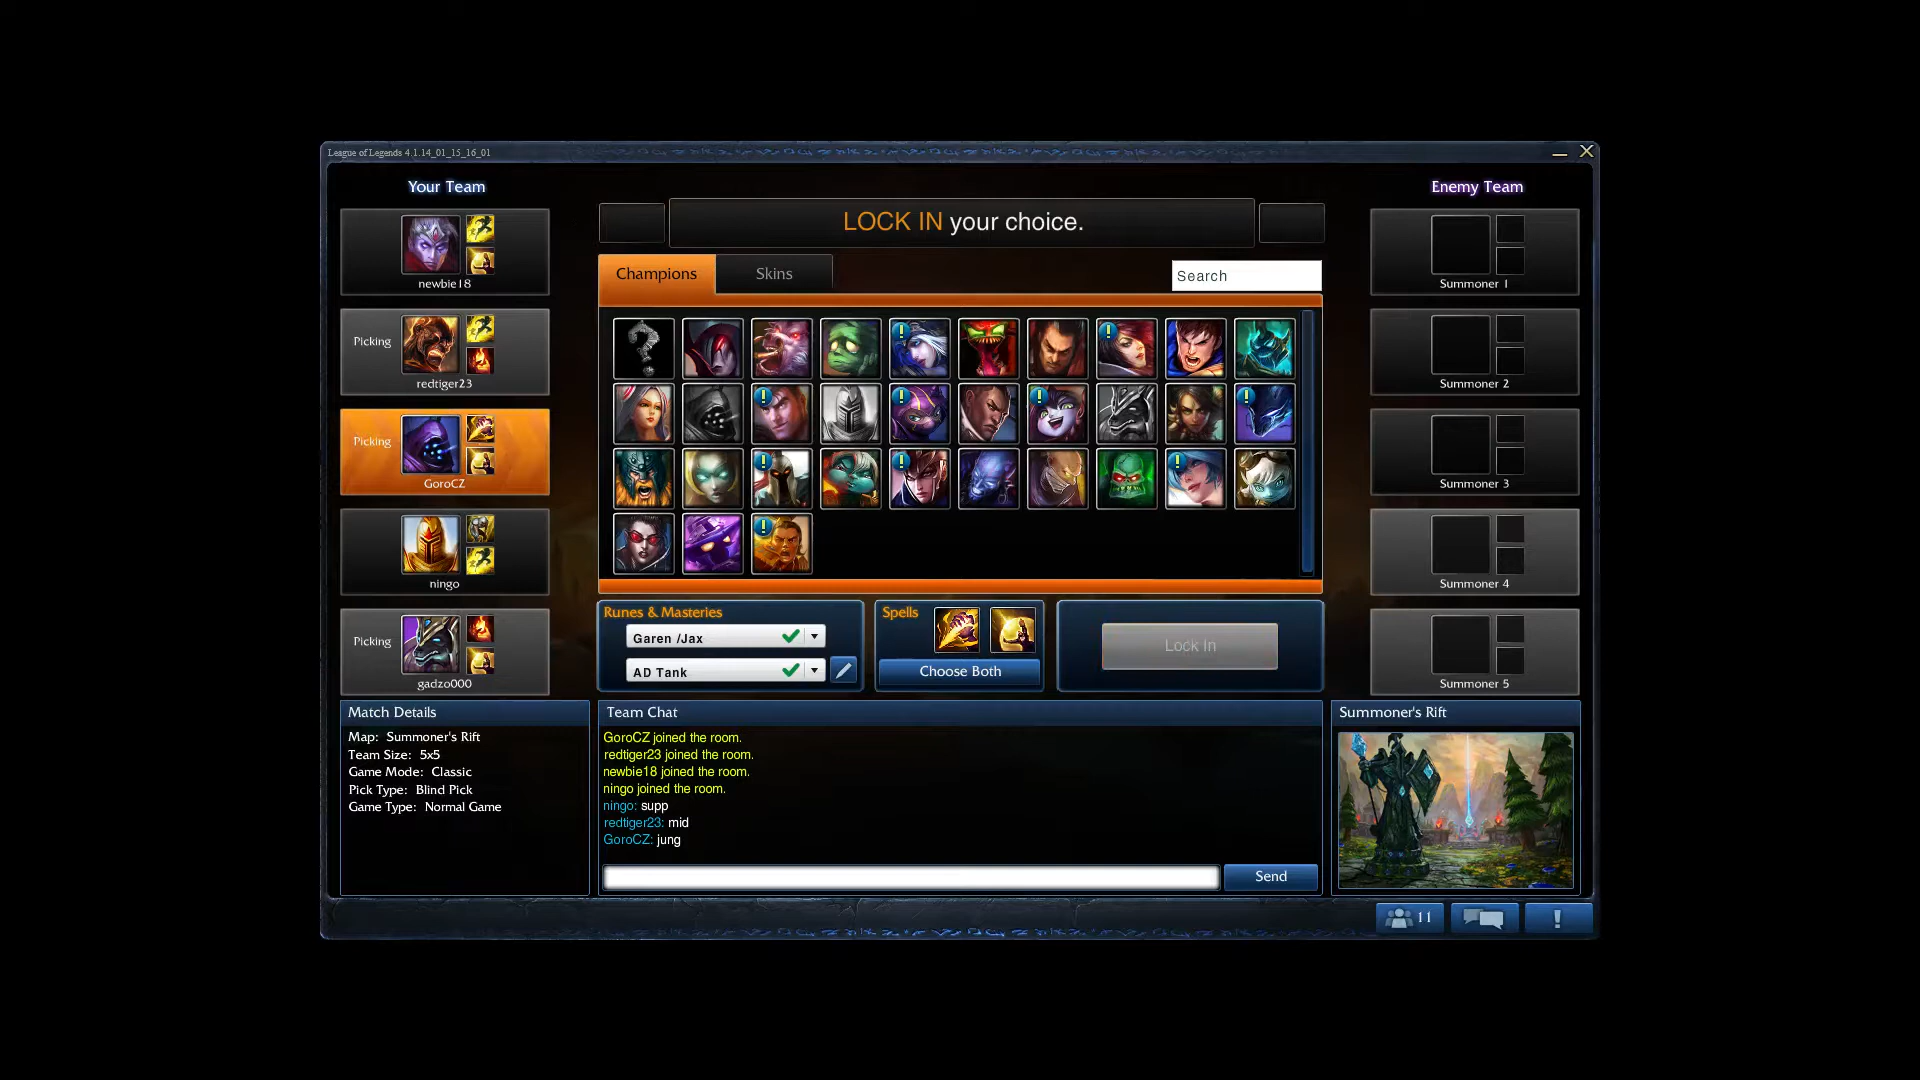 League of Legends 4.1.14_01_15_16_01
Your Team
Enemy Team
LOCK IN your choice.
Champions
Skins
Search
newbie18
Picking
redtiger23
Picking
GoroCZ
ningo
Picking
gadzo000
Summoner 1
Summoner 2
Summoner 3
Summoner 4
Summoner 5
Runes & Masteries
Garen /Jax
AD Tank
Spells
Choose Both
Lock In
Match Details
Map: Summoner's Rift
Team Size: 5x5
Game Mode: Classic
Pick Type: Blind Pick
Game Type: Normal Game
Team Chat
GoroCZ joined the room.
redtiger23 joined the room.
newbie18 joined the room.
ningo joined the room.
ningo: supp
redtiger23: mid
GoroCZ: jung
Send
Summoner's Rift
11